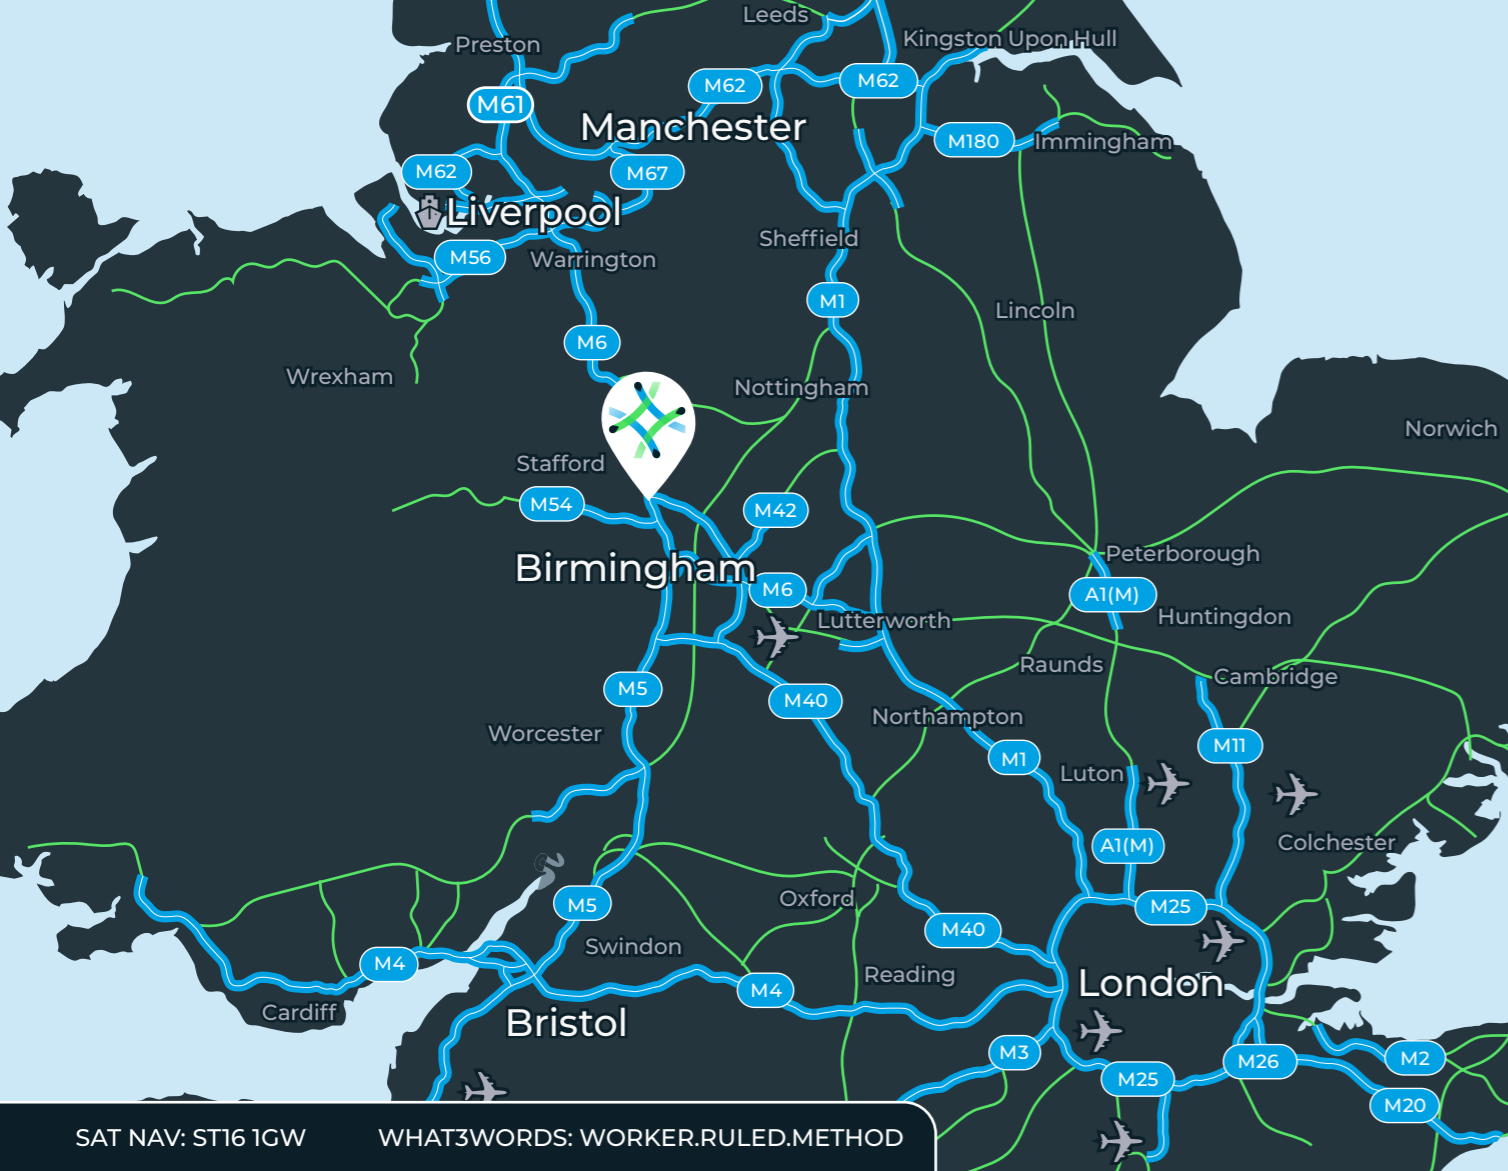 Leeds
Preston
Kingston Upon Hull
M62
M62
M61
Manchester
M180
Immingham
M62
M67
Liverpool
Sheffield
M56
Warrington
M1
Lincoln
M6
Wrexham
Nottingham
Norwich
Stafford
M54
M42
Peterborough
Birmingham
M6
A1(M)
Huntingdon
Lutterworth
Raunds
Cambridge
M5
M40
Northampton
Worcester
M11
M1
Luton
A1(M)
Colchester
Oxford
M5
M25
M40
Swindon
M4
Reading
M4
London
Cardiff
Bristol
M3
M26
M2
M25
M20
SAT NAV: ST16 1GW
WHAT3WORDS: WORKER.RULED.METHOD